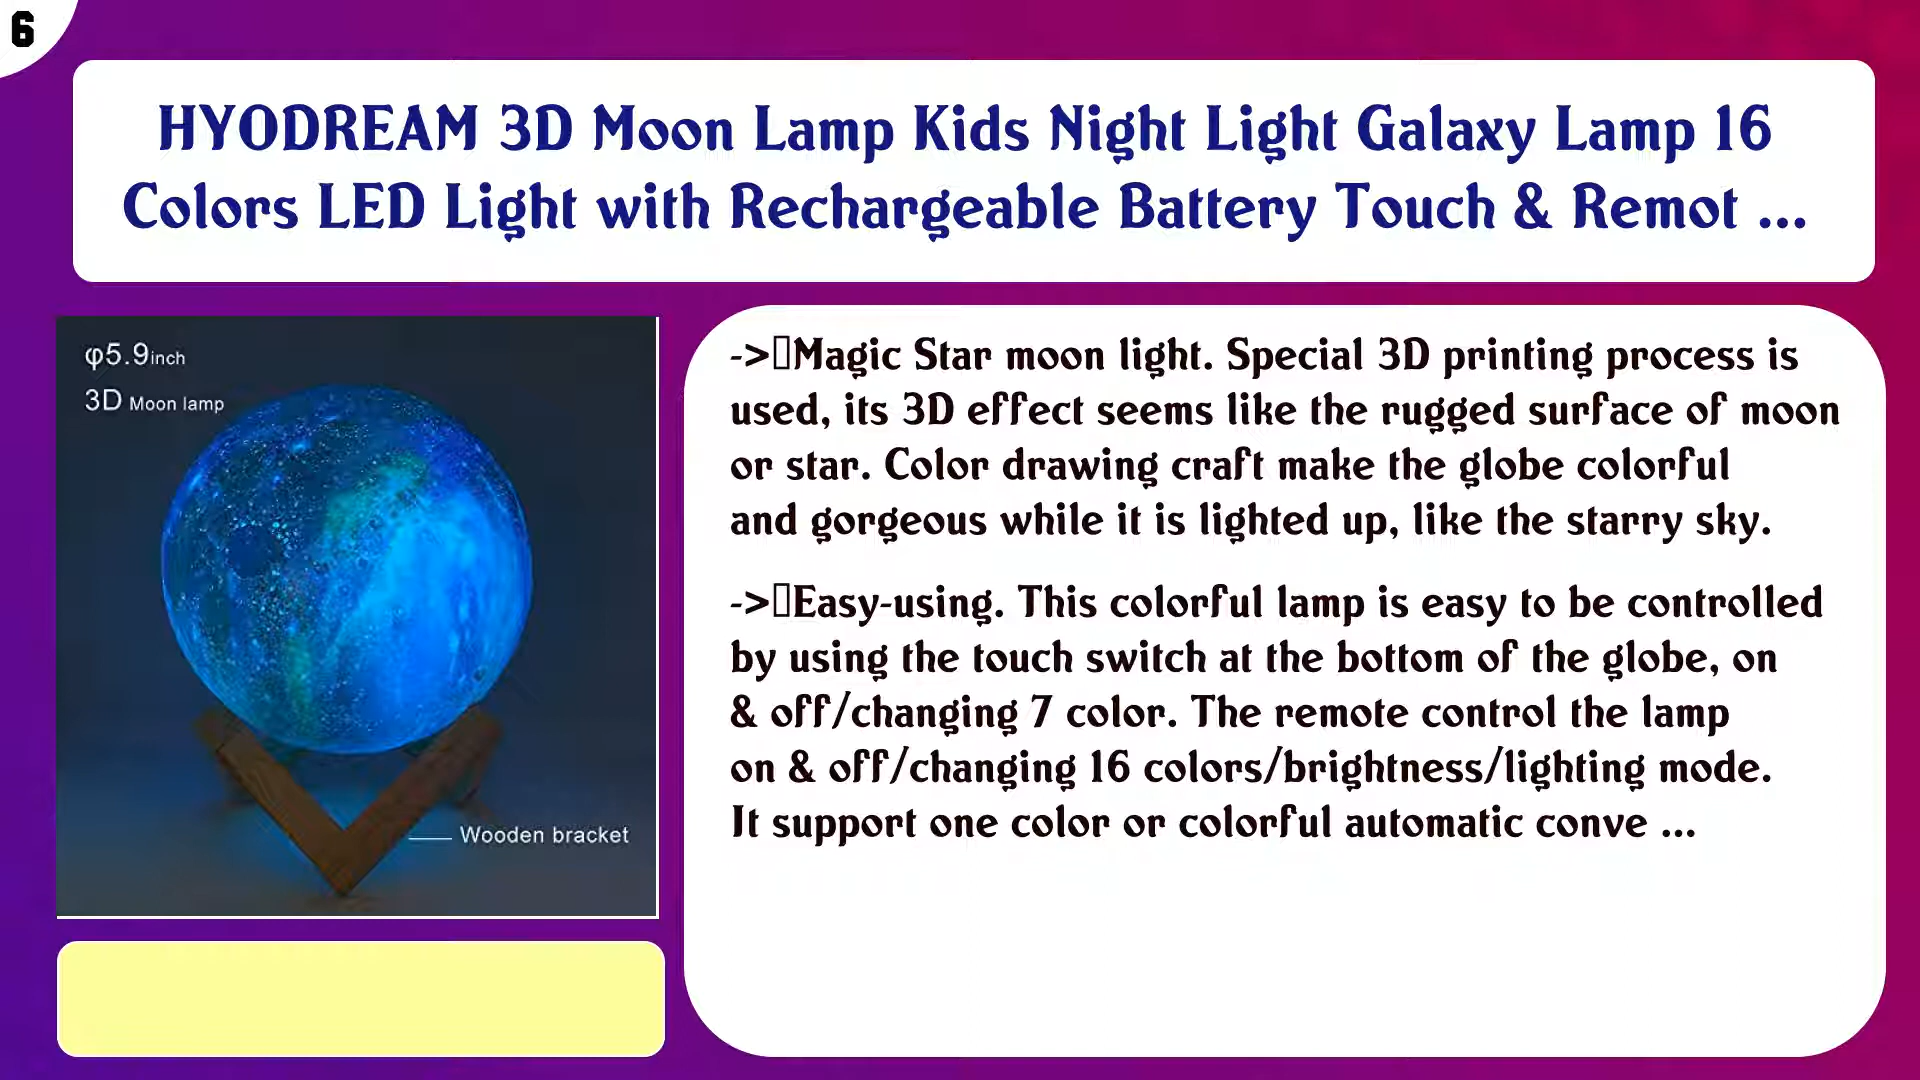 6
HYODREAM 3D Moon Lamp Kids Night Light Galaxy Lamp 16
Colors LED Light with Rechargeable Battery Touch & Remot ...
φ5.9inch
3D Moon lamp
Wooden bracket
->▯Magic Star moon light. Special 3D printing process is
used, its 3D effect seems like the rugged surface of moon
or star. Color drawing craft make the globe colorful
and gorgeous while it is lighted up, like the starry sky.
->▯Easy-using. This colorful lamp is easy to be controlled
by using the touch switch at the bottom of the globe, on
& off/changing 7 color. The remote control the lamp
on & off/changing 16 colors/brightness/lighting mode.
It support one color or colorful automatic conve ...